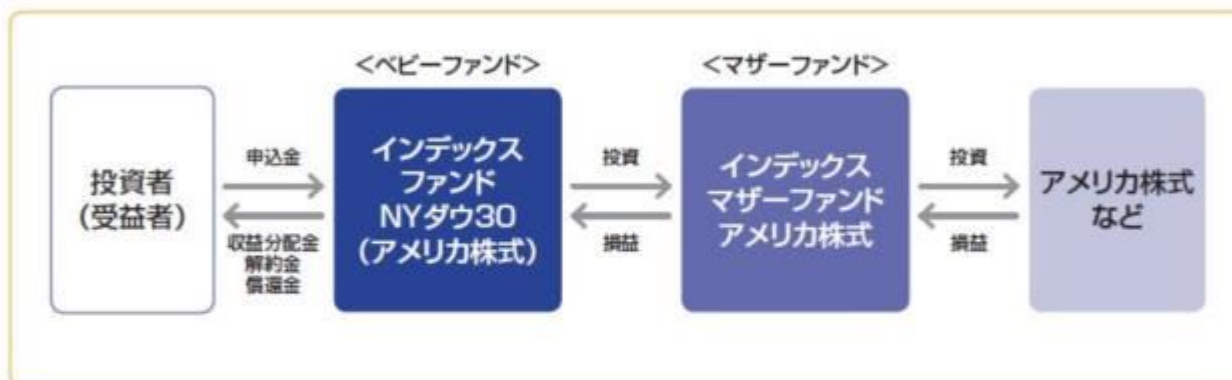 <ベビーファンド>
<マザーファンド>
投資者
(受益者)
申込金
収益分配金
解約金
償還金
インデックス
ファンド
NYダウ30
(アメリカ株式)
投資
損益
インデックス
マザーファンド
アメリカ株式
投資
損益
アメリカ株式
など